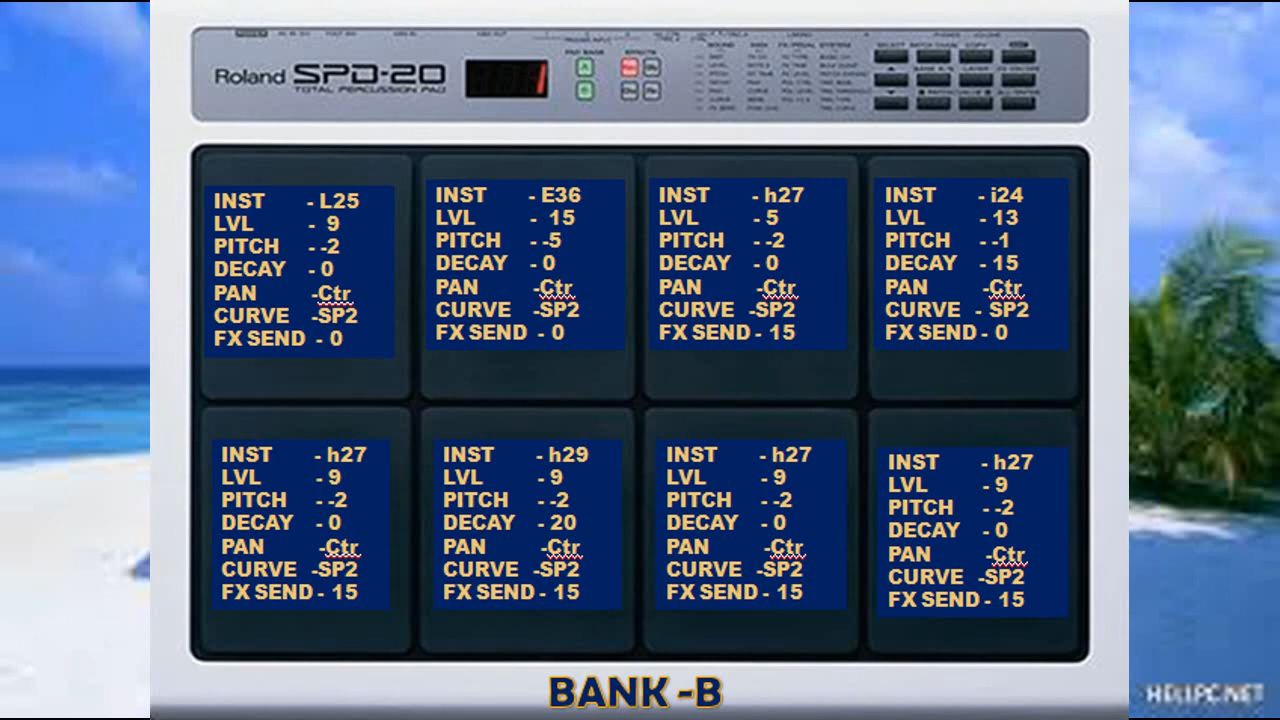 Roland SPD-20
TOTAL PERCUSSION PAD
1
PAD BANK
EFFECTS
A
B
INST - L25
LVL - 9
PITCH - -2
DECAY - 0
PAN -Ctr
CURVE -SP2
FX SEND - 0
INST - E36
LVL - 15
PITCH - -5
DECAY - 0
PAN -Ctr
CURVE -SP2
FX SEND - 0
INST - h27
LVL - 5
PITCH - -2
DECAY - 0
PAN -Ctr
CURVE -SP2
FX SEND - 15
INST - i24
LVL - 13
PITCH - -1
DECAY - 15
PAN -Ctr
CURVE - SP2
FX SEND - 0
INST - h27
LVL - 9
PITCH - -2
DECAY - 0
PAN -Ctr
CURVE -SP2
FX SEND - 15
INST - h29
LVL - 9
PITCH - -2
DECAY - 20
PAN -Ctr
CURVE -SP2
FX SEND - 15
INST - h27
LVL - 9
PITCH - -2
DECAY - 0
PAN -Ctr
CURVE -SP2
FX SEND - 15
INST - h27
LVL - 9
PITCH - -2
DECAY - 0
PAN -Ctr
CURVE -SP2
FX SEND - 15
BANK -B
HELLPC.NET